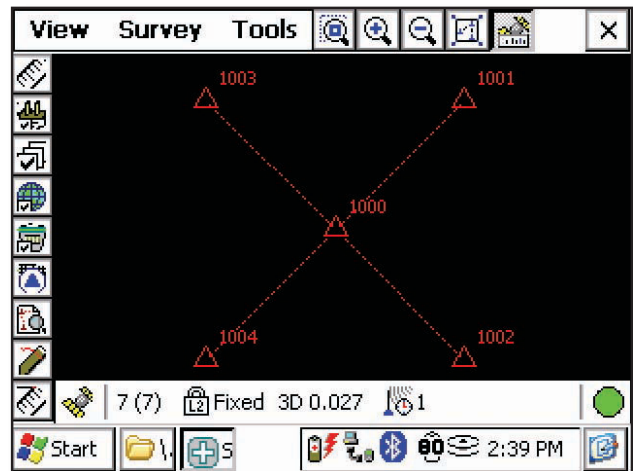 View Survey Tools
1003 1001
1000
1004 1002
7 (7) L2 Fixed 3D 0.027 1
Start \. S 2:39 PM